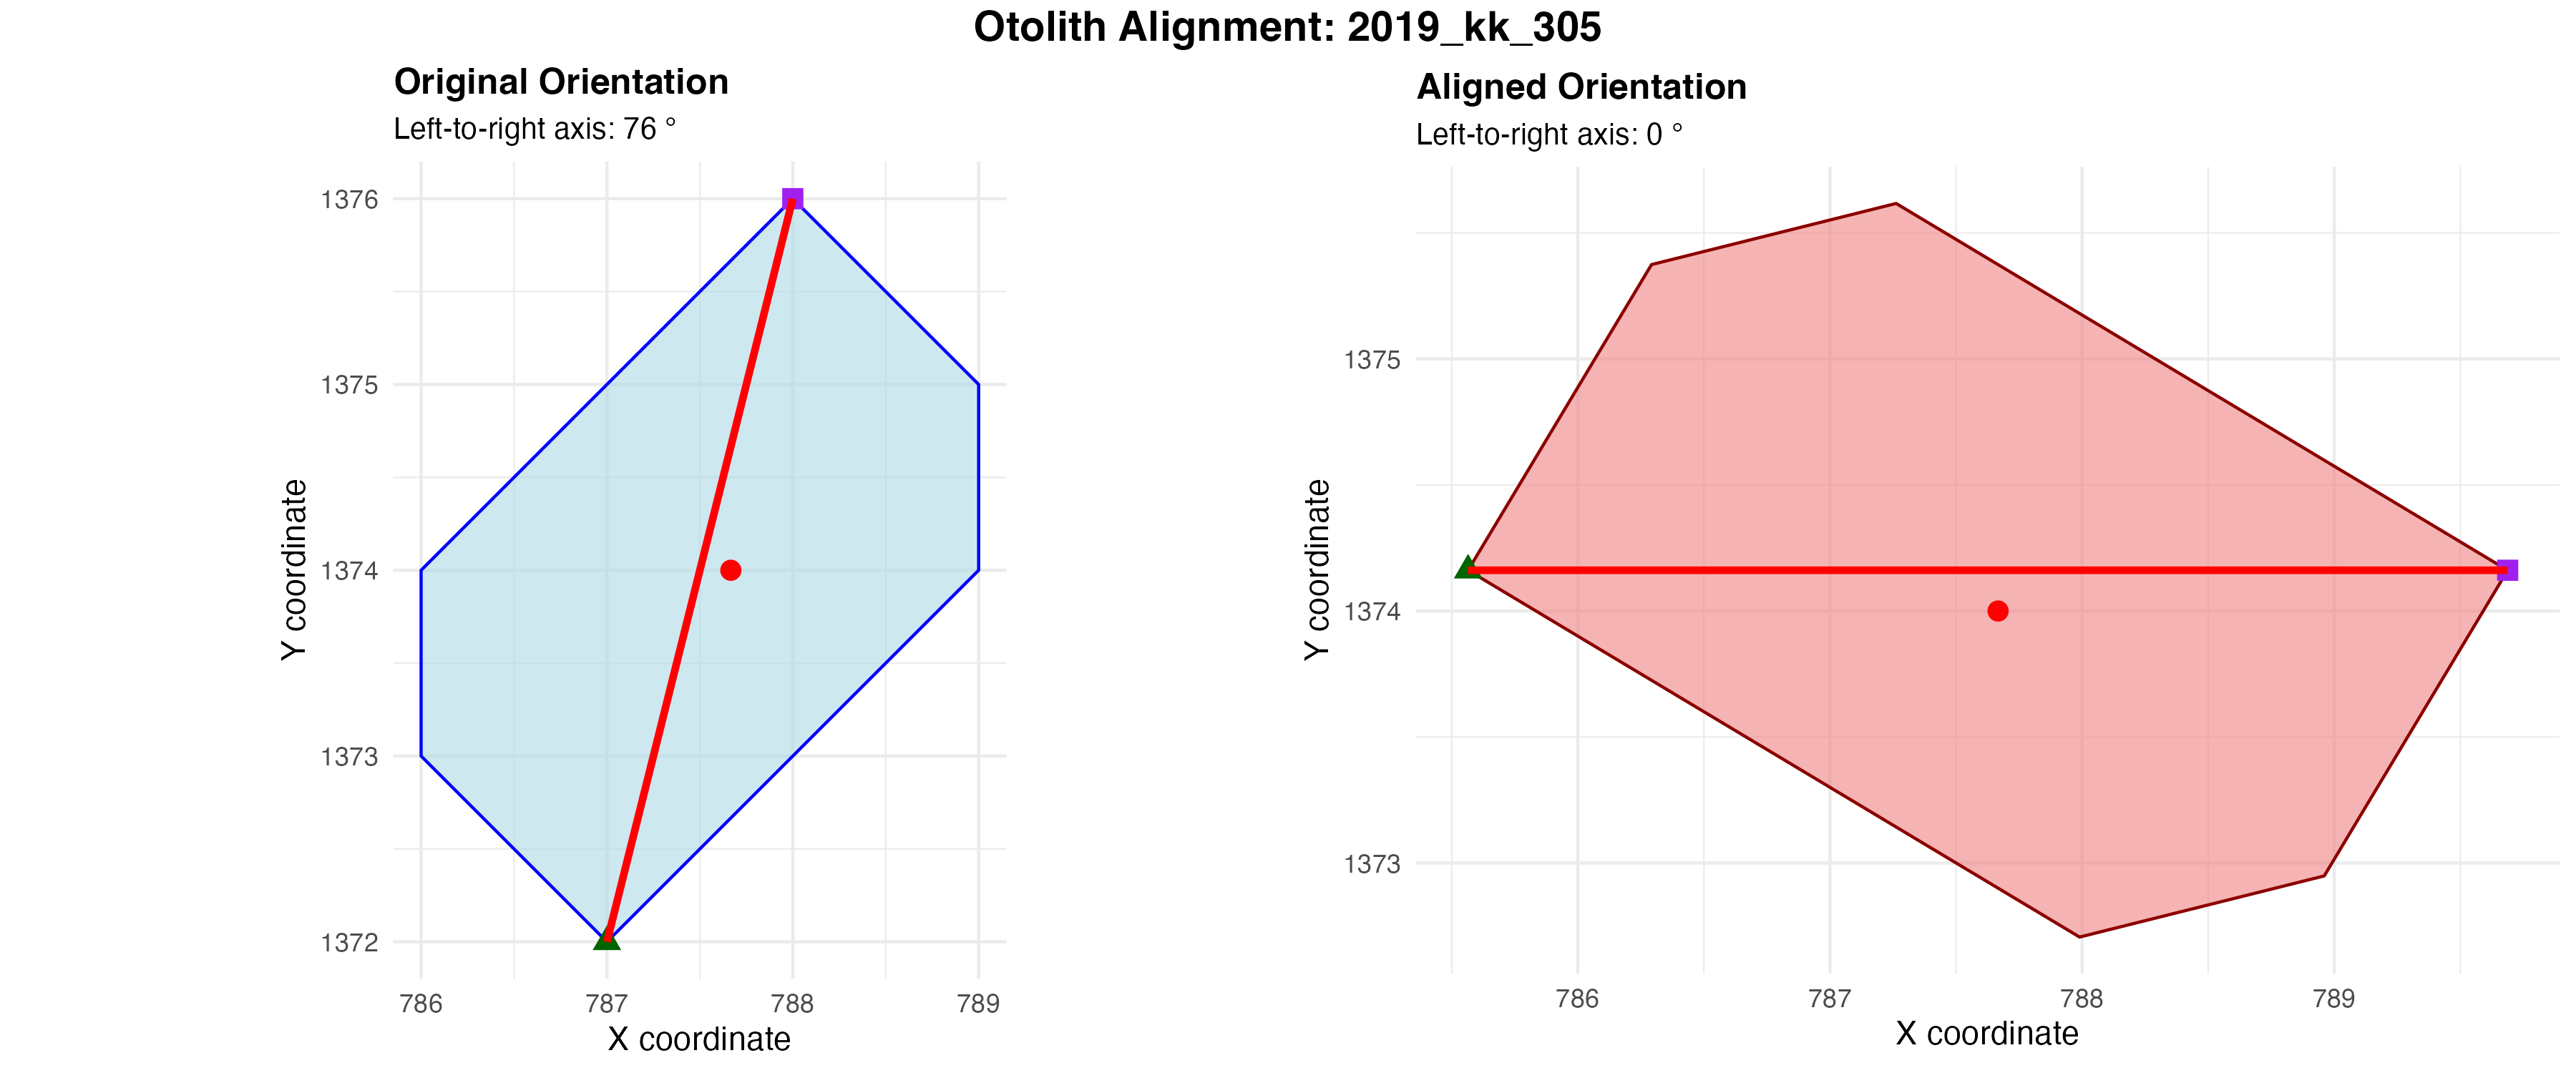 Otolith Alignment: 2019_kk_305
Original Orientation
Left-to-right axis: 76 °
1376
1375
1374
1373
1372
Y coordinate
786 787 788 789
X coordinate
Aligned Orientation
Left-to-right axis: 0 °
1375
1374
1373
Y coordinate
786 787 788 789
X coordinate